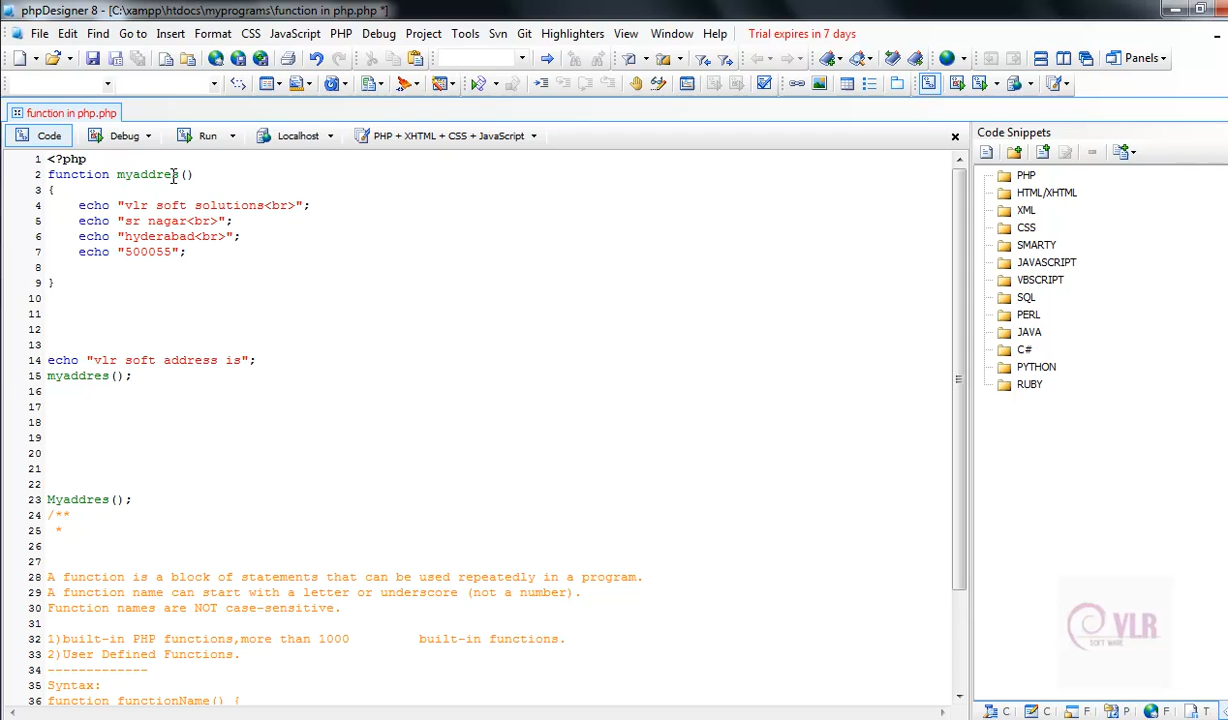 phpDesigner 8 - [C:\xampp\htdocs\myprograms\function in php.php *]
File Edit Find Go to Insert Format CSS JavaScript PHP Debug Project Tools Svn Git Highlighters View Window Help Trial expires in 7 days
Panels
function in php.php
Code Debug Run Localhost PHP + XHTML + CSS + JavaScript
Code Snippets
1 <?php
2 function myaddres()
3 {
4 echo "vlr soft solutions<br>";
5 echo "sr nagar<br>";
6 echo "hyderabad<br>";
7 echo "500055";
8
9 }
10
11
12
13
14 echo "vlr soft address is";
15 myaddres();
16
17
18
19
20
21
22
23 Myaddres();
24 /**
25 *
26
27
28 A function is a block of statements that can be used repeatedly in a program.
29 A function name can start with a letter or underscore (not a number).
30 Function names are NOT case-sensitive.
31
32 1)built-in PHP functions,more than 1000 built-in functions.
33 2)User Defined Functions.
34 -------------
35 Syntax:
36 function functionName() {
PHP
HTML/XHTML
XML
CSS
SMARTY
JAVASCRIPT
VBSCRIPT
SQL
PERL
JAVA
C#
PYTHON
RUBY
VLR
SOFT WARE
C C F P F T